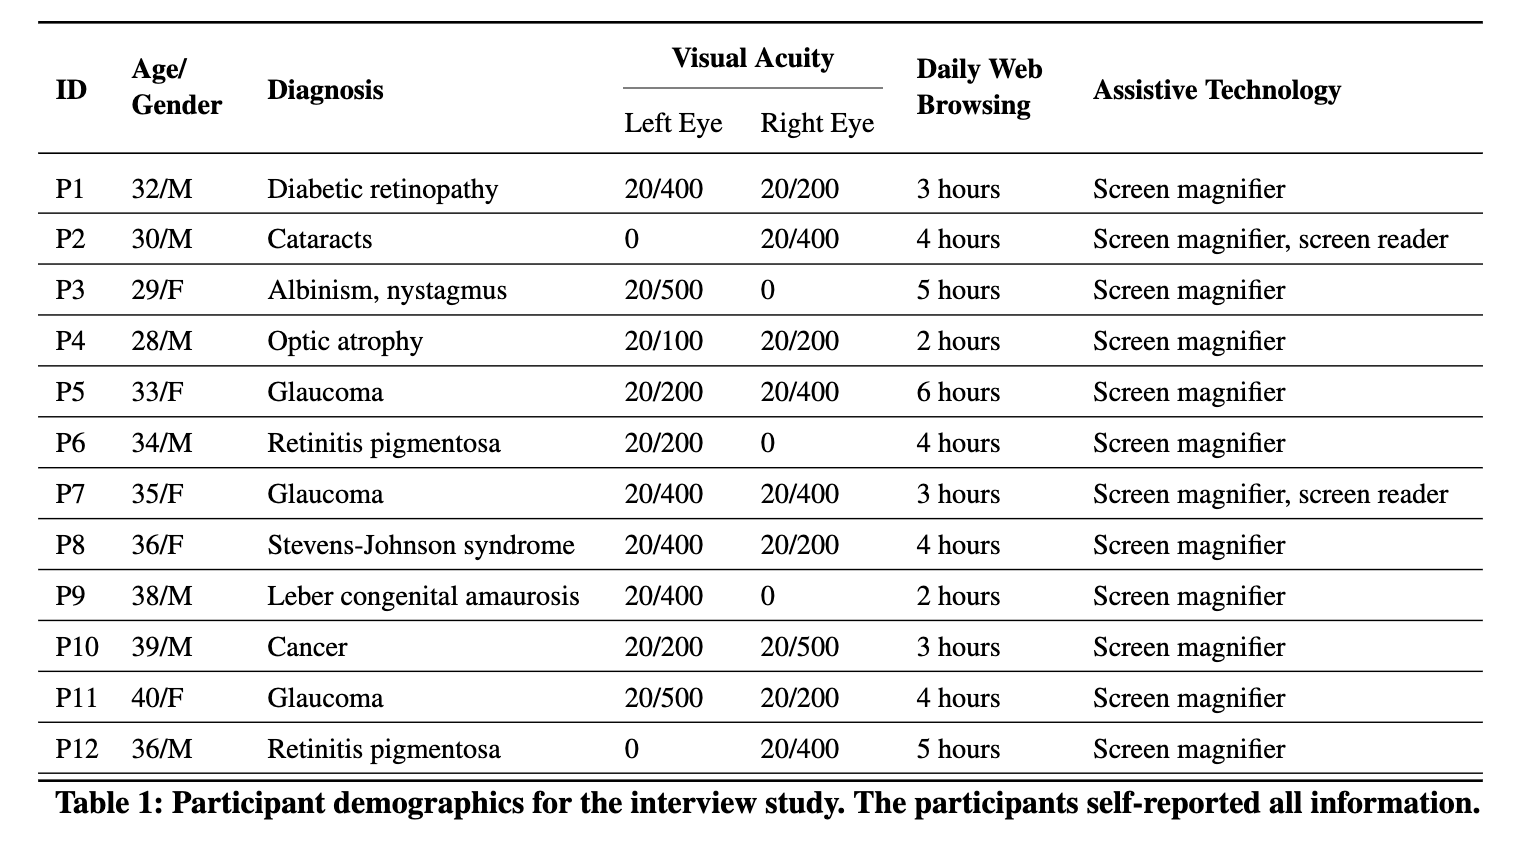 ID Age/ Gender Diagnosis Visual Acuity Daily Web Browsing Assistive Technology
Left Eye Right Eye
P1 32/M Diabetic retinopathy 20/400 20/200 3 hours Screen magnifier
P2 30/M Cataracts 0 20/400 4 hours Screen magnifier, screen reader
P3 29/F Albinism, nystagmus 20/500 0 5 hours Screen magnifier
P4 28/M Optic atrophy 20/100 20/200 2 hours Screen magnifier
P5 33/F Glaucoma 20/200 20/400 6 hours Screen magnifier
P6 34/M Retinitis pigmentosa 20/200 0 4 hours Screen magnifier
P7 35/F Glaucoma 20/400 20/400 3 hours Screen magnifier, screen reader
P8 36/F Stevens-Johnson syndrome 20/400 20/200 4 hours Screen magnifier
P9 38/M Leber congenital amaurosis 20/400 0 2 hours Screen magnifier
P10 39/M Cancer 20/200 20/500 3 hours Screen magnifier
P11 40/F Glaucoma 20/500 20/200 4 hours Screen magnifier
P12 36/M Retinitis pigmentosa 0 20/400 5 hours Screen magnifier
Table 1: Participant demographics for the interview study. The participants self-reported all information.